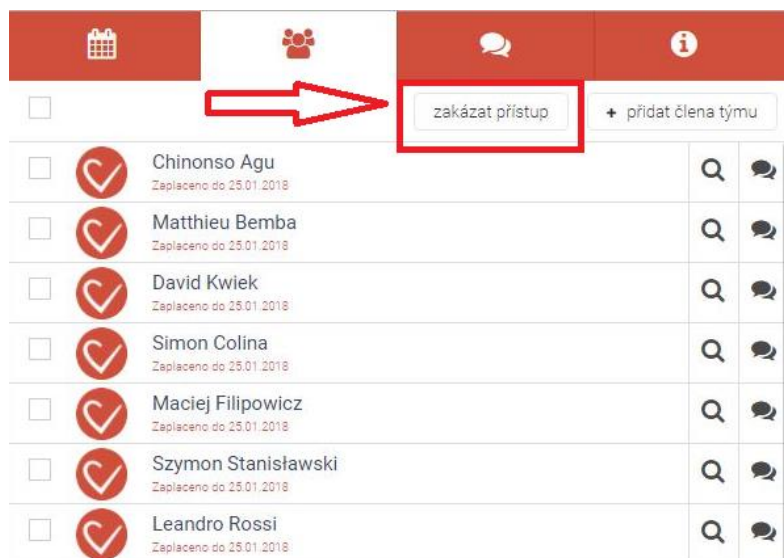 zakázat přístup
+ přidat člena týmu
Chinonso Agu
Zaplaceno do 25.01.2018
Matthieu Bemba
Zaplaceno do 25.01.2018
David Kwiek
Zaplaceno do 25.01.2018
Simon Colina
Zaplaceno do 25.01.2018
Maciej Filipowicz
Zaplaceno do 25.01.2018
Szymon Stanisławski
Zaplaceno do 25.01.2018
Leandro Rossi
Zaplaceno do 25.01.2018